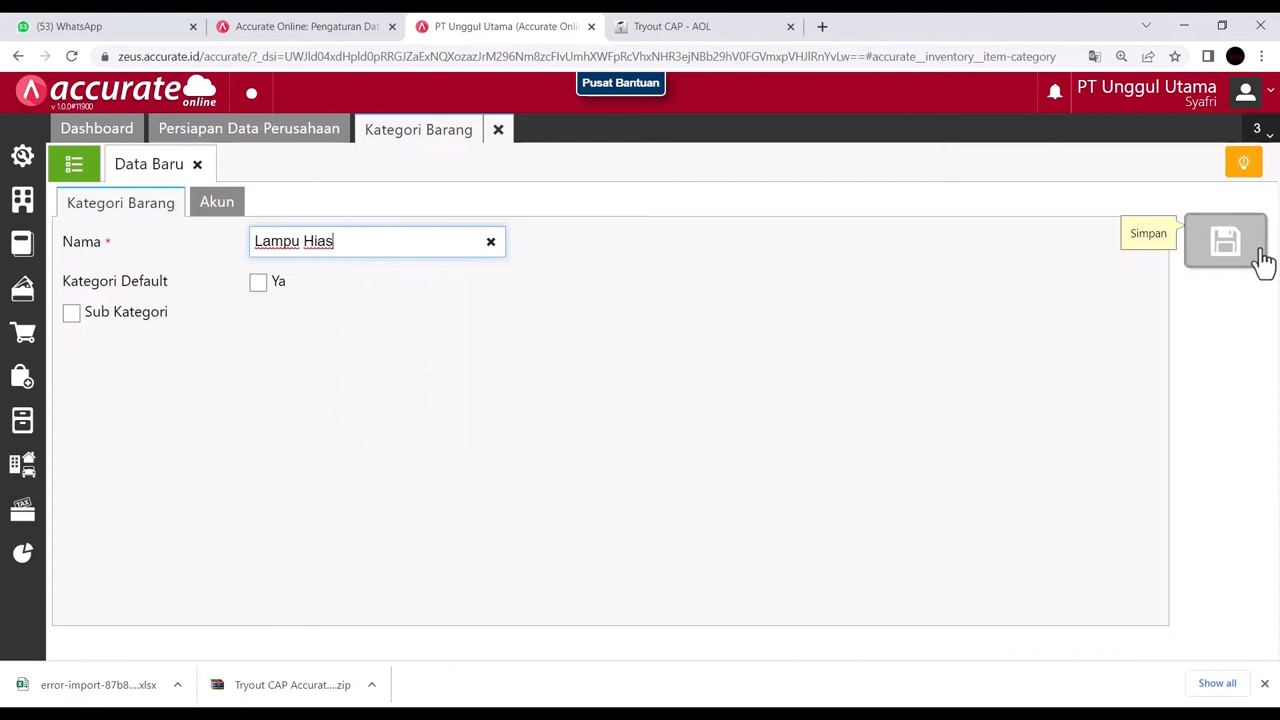 (53) WhatsApp
Accurate Online: Pengaturan Dat
PT Unggul Utama (Accurate Onli
Tryout CAP - AOL
zeus.accurate.id/accurate/?_dsi=UWJld04xdHpld0pRRGJZaExNQXozazJrM296Nm8zcFIvUmhXWFpRcVhxNHR3ejNBb29hV0FGVmxpVHJlRnYvLw==#accurate__inventory__item-category
accurate
online
v 1.0.0#11900
Pusat Bantuan
PT Unggul Utama
Syafri
Dashboard
Persiapan Data Perusahaan
Kategori Barang
3
Data Baru
Kategori Barang
Akun
Nama *
Lampu Hias
Simpan
Kategori Default
Ya
Sub Kategori
TAX
error-import-87b8....xlsx
Tryout CAP Accurat....zip
Show all